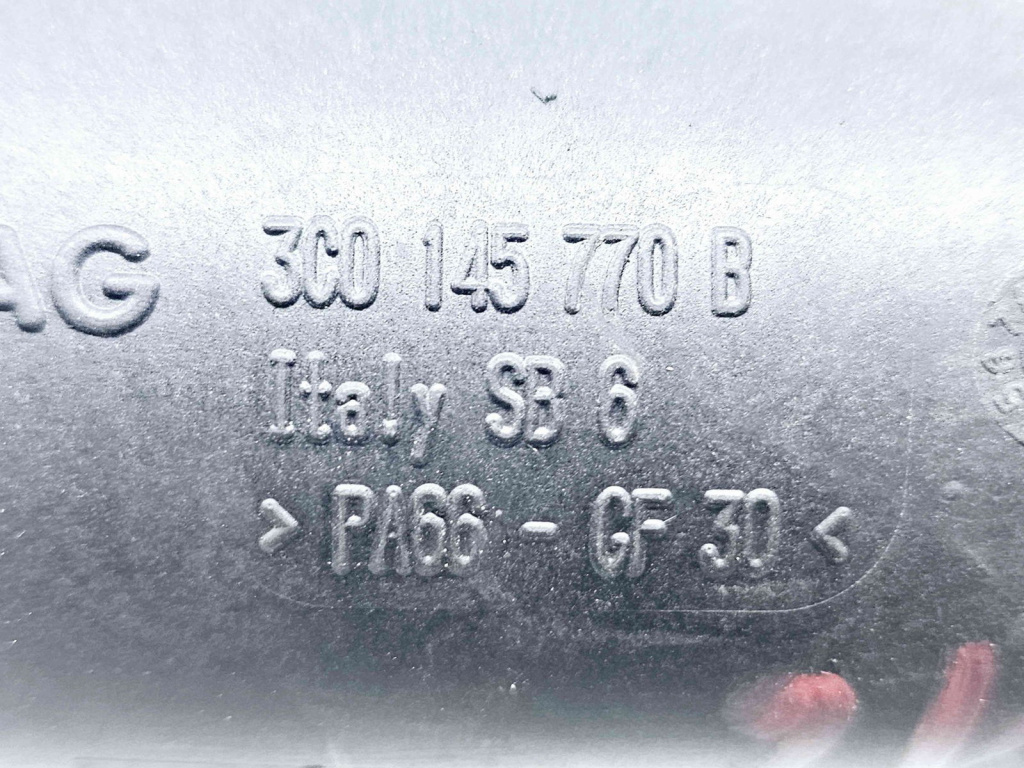 AG
3C0 145 770 B
Italy SB 6
> PA66 - GF 30 <